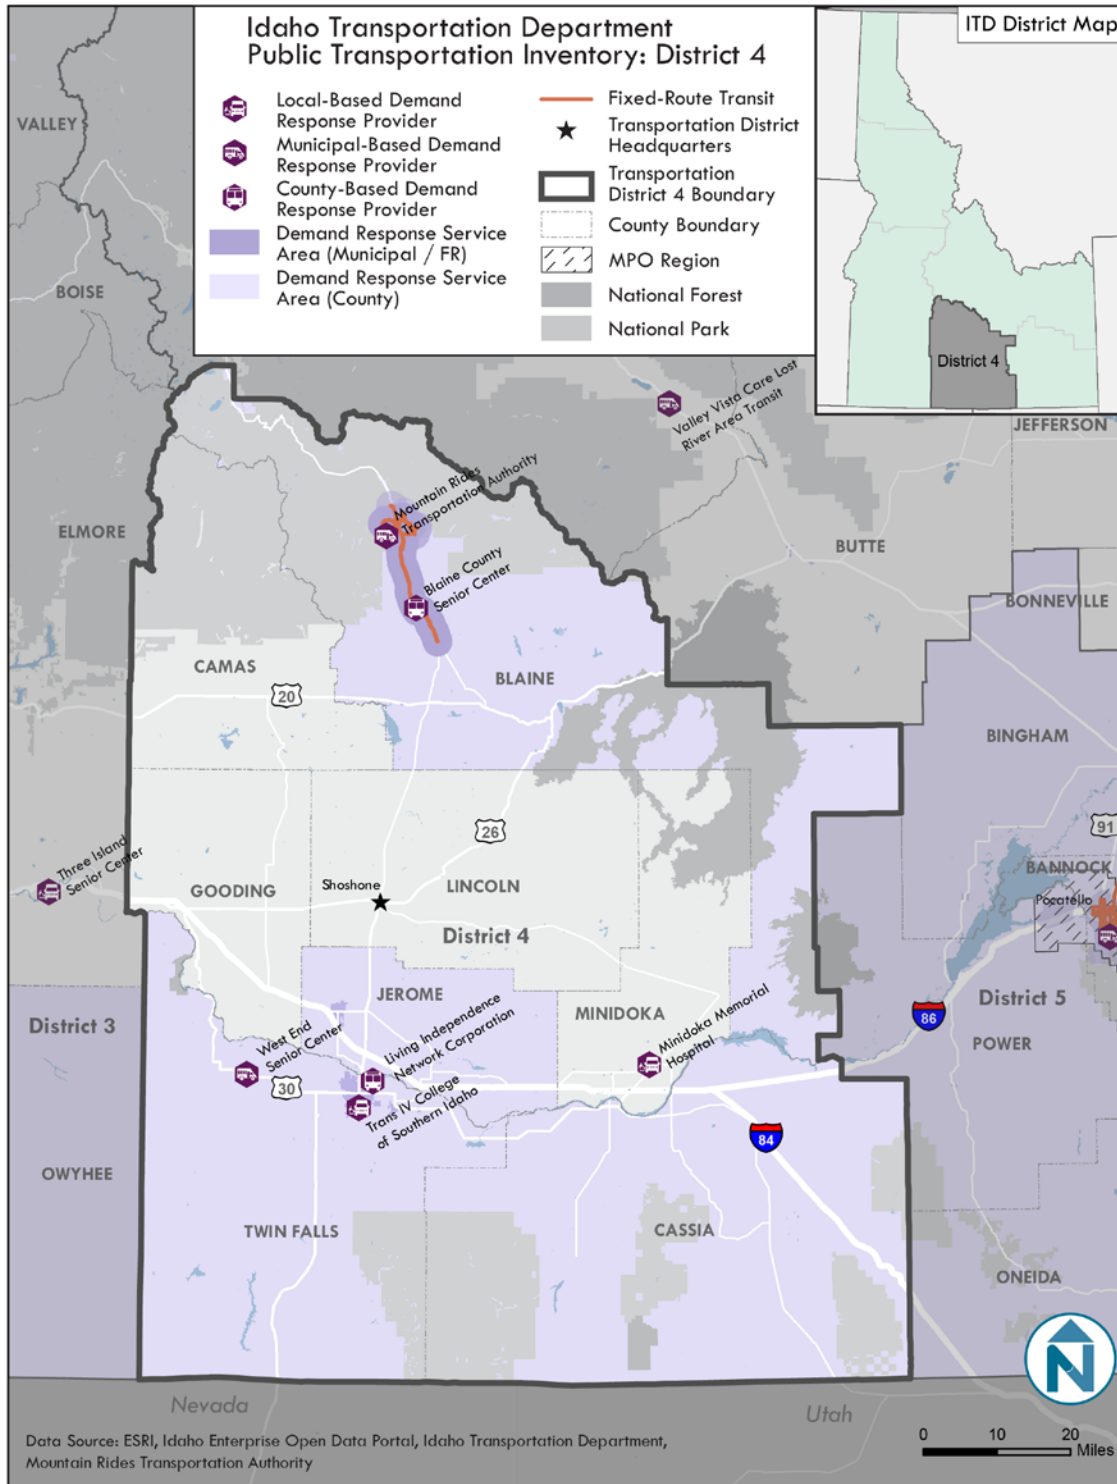 Idaho Transportation Department
Public Transportation Inventory: District 4
Local-Based Demand
Response Provider
Municipal-Based Demand
Response Provider
County-Based Demand
Response Provider
Demand Response Service
Area (Municipal / FR)
Demand Response Service
Area (County)
Fixed-Route Transit
Transportation District
Headquarters
Transportation
District 4 Boundary
County Boundary
MPO Region
National Forest
National Park
ITD District Map
District 4
VALLEY
BOISE
ELMORE
Valley Vista Care Lost
River Area Transit
JEFFERSON
Mountain Rides
Transportation Authority
BUTTE
Blaine County
Senior Center
BONNEVILLE
CAMAS
BLAINE
20
BINGHAM
26
91
Three Island
Senior Center
GOODING
Shoshone
LINCOLN
BANNOCK
Pocatello
District 4
JEROME
MINIDOKA
District 3
District 5
86
POWER
West End
Senior Center
Living Independence
Network Corporation
Minidoka Memorial
Hospital
30
Trans IV College
of Southern Idaho
84
OWYHEE
TWIN FALLS
CASSIA
ONEIDA
N
Nevada
Utah
Data Source: ESRI, Idaho Enterprise Open Data Portal, Idaho Transportation Department,
Mountain Rides Transportation Authority
0 10 20
Miles